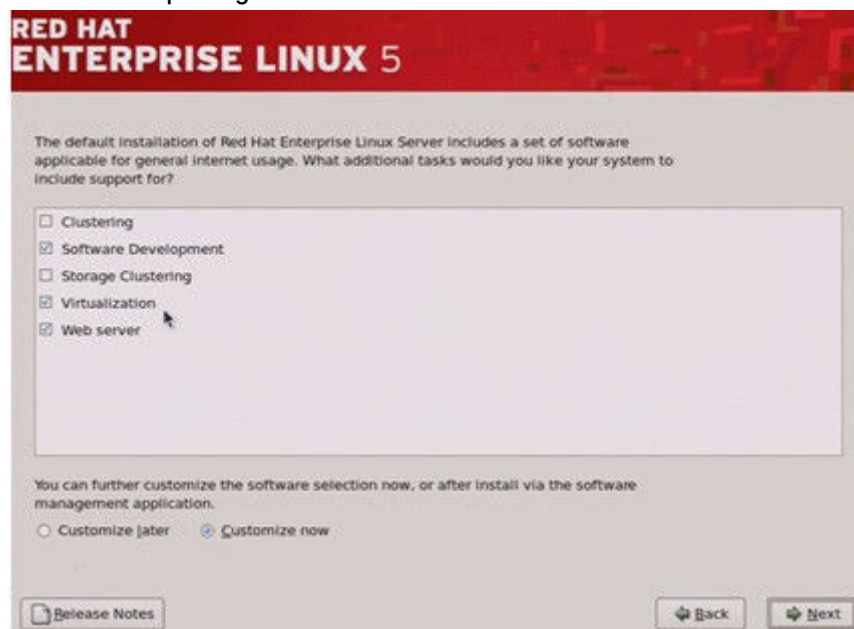 RED HAT
ENTERPRISE LINUX 5
The default installation of Red Hat Enterprise Linux Server includes a set of software
applicable for general internet usage. What additional tasks would you like your system to
include support for?
Clustering
Software Development
Storage Clustering
Virtualization
Web server
You can further customize the software selection now, or after install via the software
management application.
Customize later Customize now
Release Notes Back Next